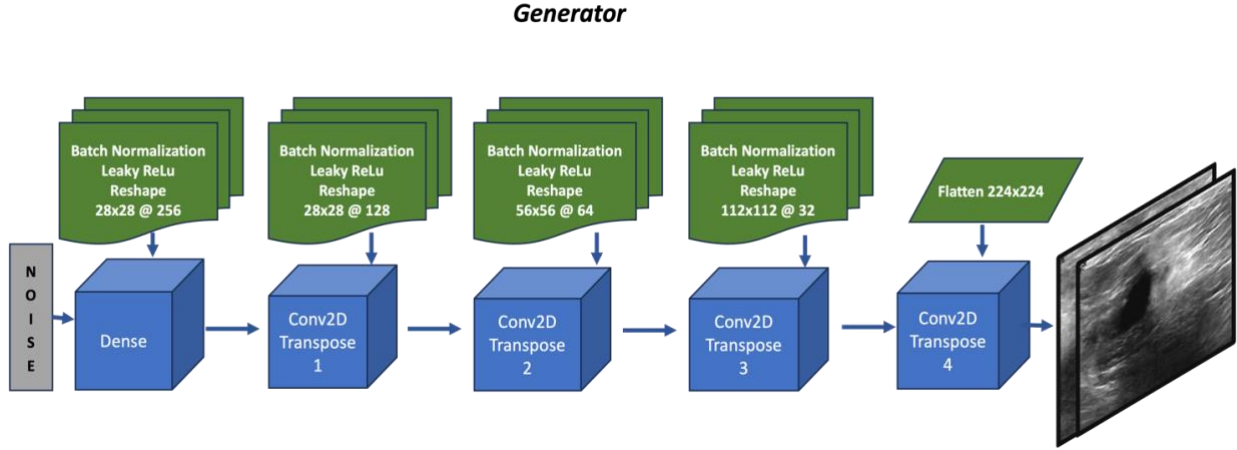 Generator
Batch Normalization
Leaky ReLu
Reshape
28x28 @ 256
Batch Normalization
Leaky ReLu
Reshape
28x28 @ 128
Batch Normalization
Leaky ReLu
Reshape
56x56 @ 64
Batch Normalization
Leaky ReLu
Reshape
112x112 @ 32
Flatten 224x224
N
O
I
S
E
Dense
Conv2D
Transpose
1
Conv2D
Transpose
2
Conv2D
Transpose
3
Conv2D
Transpose
4